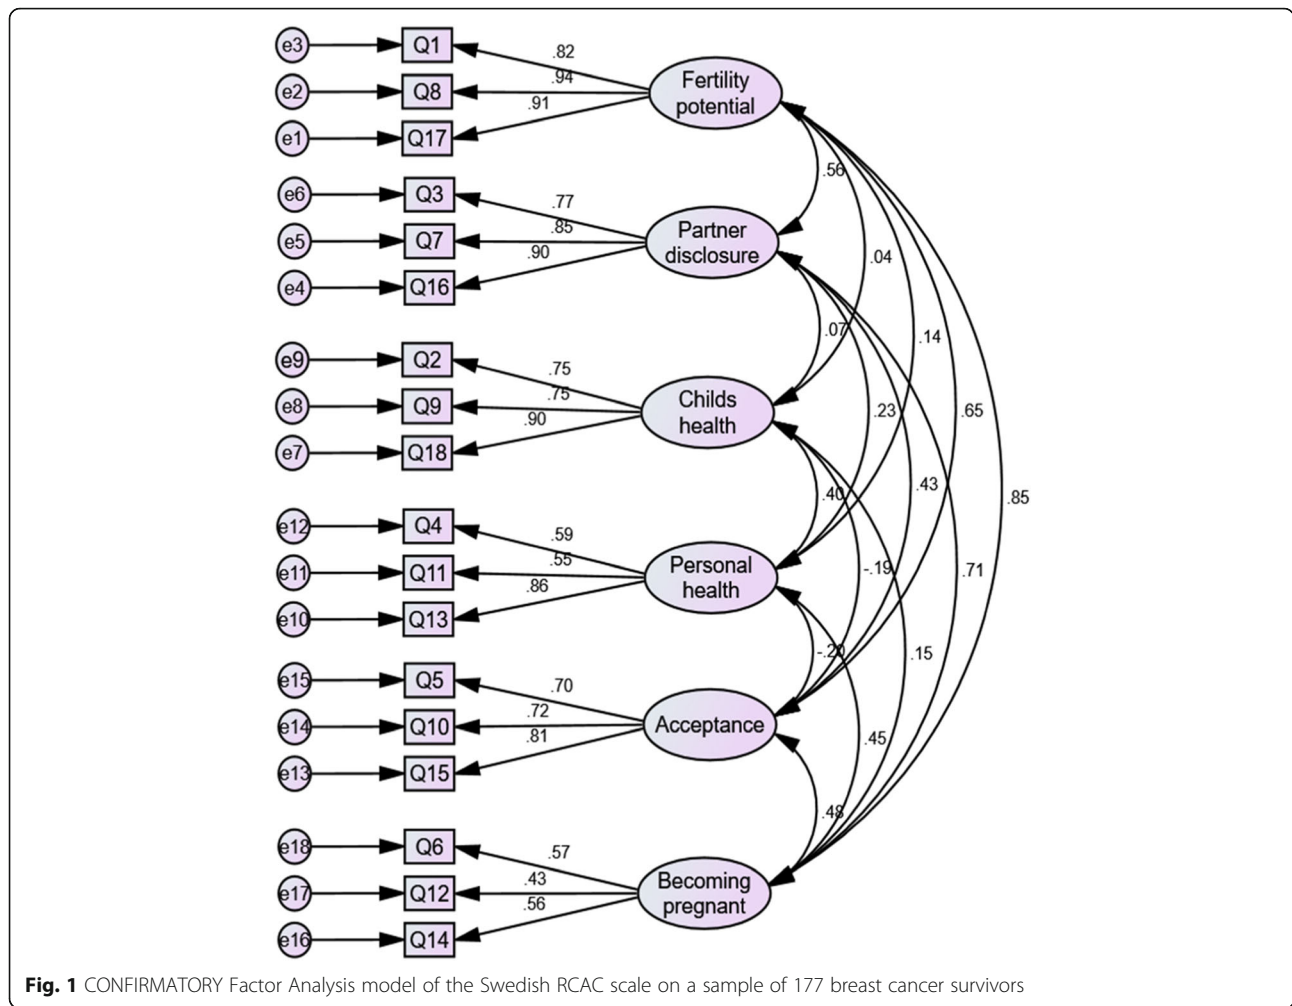 e3 Q1 .82
e2 Q8 .94
e1 Q17 .91
Fertility
potential
e6 Q3 .77
e5 Q7 .85
e4 Q16 .90
Partner
disclosure
e9 Q2 .75
e8 Q9 .75
e7 Q18 .90
Childs
health
e12 Q4 .59
e11 Q11 .55
e10 Q13 .86
Personal
health
e15 Q5 .70
e14 Q10 .72
e13 Q15 .81
Acceptance
e18 Q6 .57
e17 Q12 .43
e16 Q14 .56
Becoming
pregnant
.56
.04
.07
.14
.23
.65
.43
.40
.85
-.19
.71
-.20
.15
.45
.48
Fig. 1 CONFIRMATORY Factor Analysis model of the Swedish RCAC scale on a sample of 177 breast cancer survivors